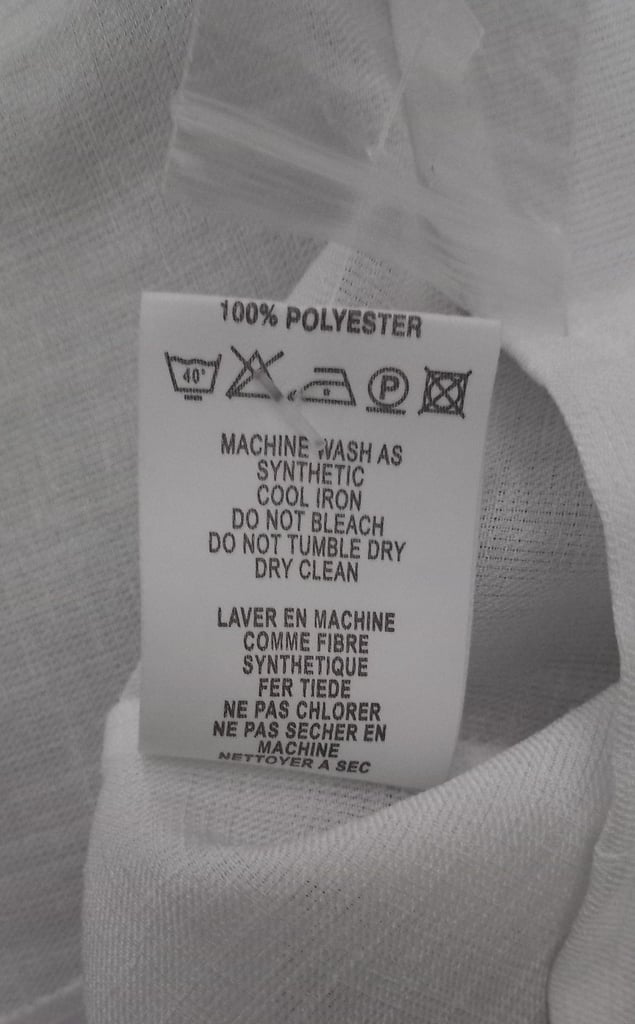 100% POLYESTER
40° P
MACHINE WASH AS
SYNTHETIC
COOL IRON
DO NOT BLEACH
DO NOT TUMBLE DRY
DRY CLEAN
LAVER EN MACHINE
COMME FIBRE
SYNTHETIQUE
FER TIEDE
NE PAS CHLORER
NE PAS SECHER EN
MACHINE
NETTOYER A SEC